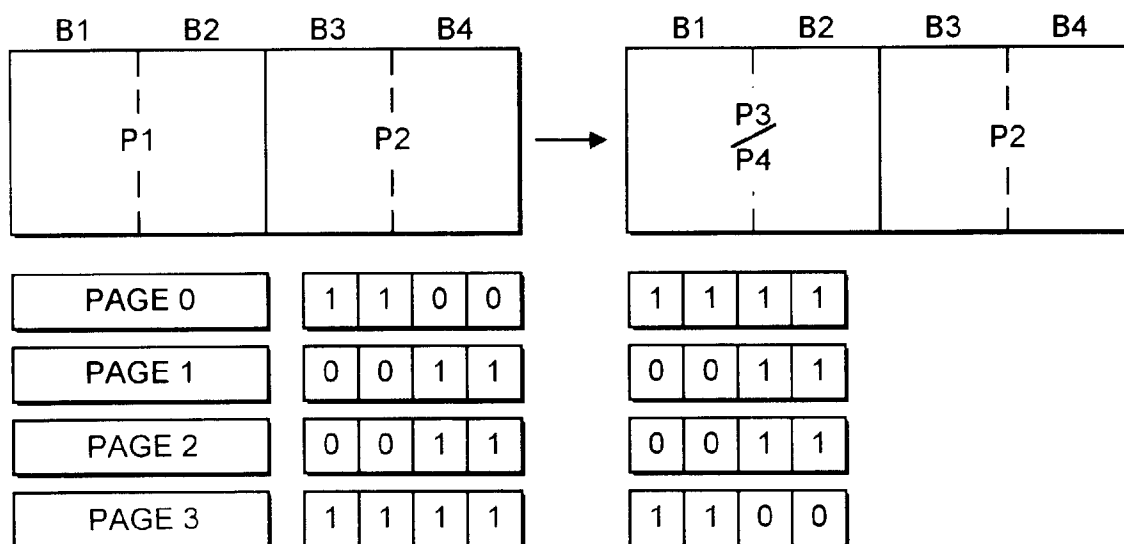 B1 B2 B3 B4 B1 B2 B3 B4
P1 P2 P3 P2
P4
PAGE 0 1 1 0 0 1 1 1 1
PAGE 1 0 0 1 1 0 0 1 1
PAGE 2 0 0 1 1 0 0 1 1
PAGE 3 1 1 1 1 1 1 0 0